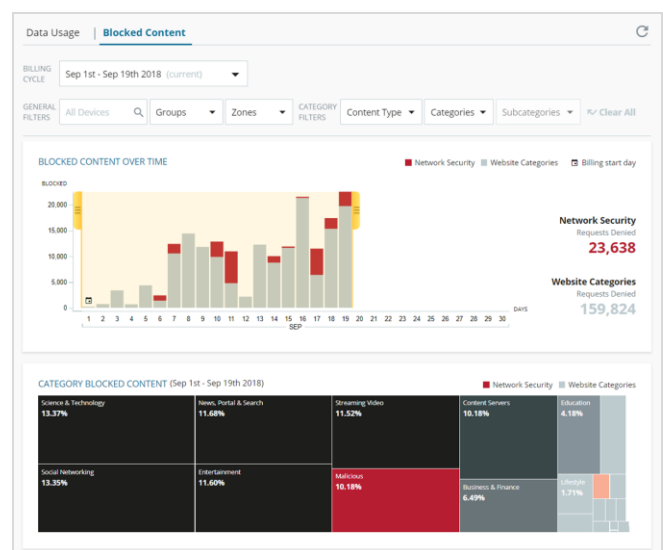 Data Usage | Blocked Content
BILLING CYCLE
Sep 1st - Sep 19th 2018 (current)
GENERAL FILTERS
All Devices
Groups
Zones
CATEGORY FILTERS
Content Type
Categories
Subcategories
Clear All
BLOCKED CONTENT OVER TIME
Network Security
Website Categories
Billing start day
BLOCKED
20,000
15,000
10,000
5,000
0
1 2 3 4 5 6 7 8 9 10 11 12 13 14 15 16 17 18 19 20 21 22 23 24 25 26 27 28 29 30
DAYS
SEP
Network Security
Requests Denied
23,638
Website Categories
Requests Denied
159,824
CATEGORY BLOCKED CONTENT (Sep 1st - Sep 19th 2018)
Network Security
Website Categories
Science & Technology
13.37%
News, Portal & Search
11.68%
Streaming Video
11.52%
Content Servers
10.18%
Education
4.18%
Social Networking
13.35%
Entertainment
11.60%
Malicious
10.18%
Business & Finance
6.49%
Lifestyle
1.71%